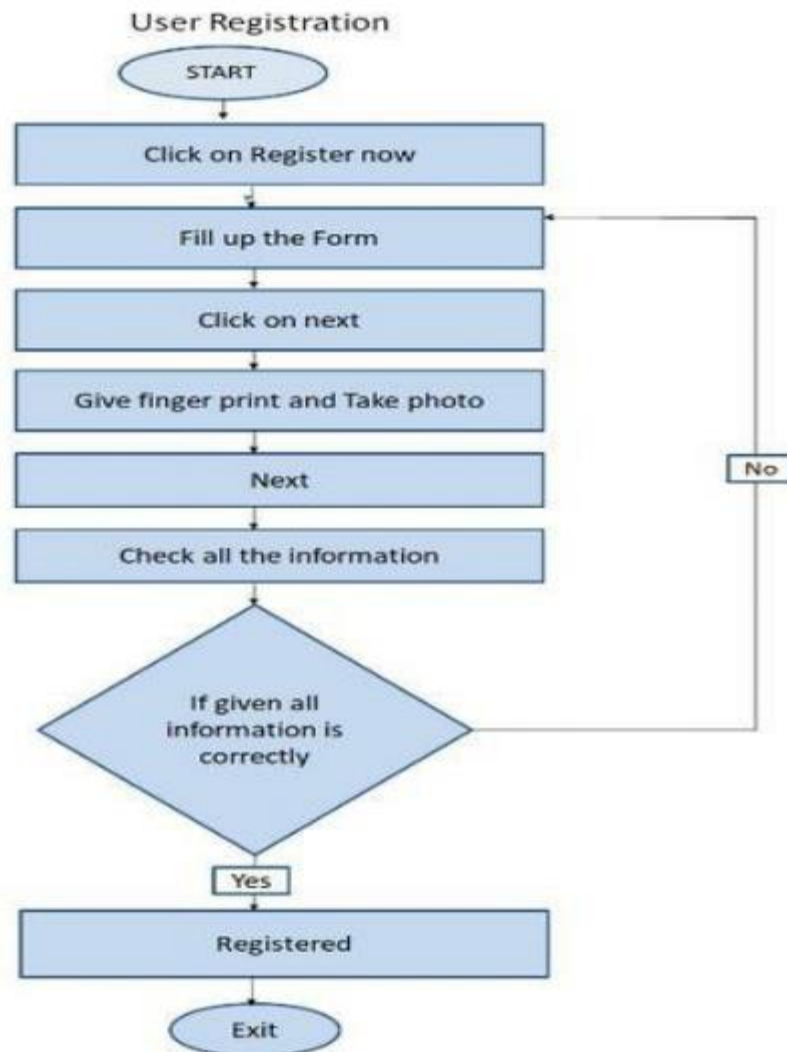 User Registration
START
Click on Register now
Fill up the Form
Click on next
Give finger print and Take photo
Next
Check all the information
No
If given all
information is
correctly
Yes
Registered
Exit